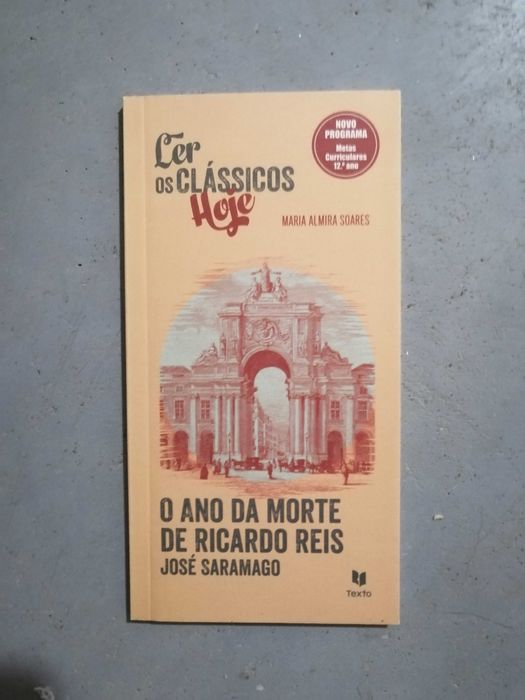 Ler
OS CLÁSSICOS
Hoje
NOVO
PROGRAMA
Metas
Curriculares
12.º ano
MARIA ALMIRA SOARES
O ANO DA MORTE
DE RICARDO REIS
JOSÉ SARAMAGO
Texto